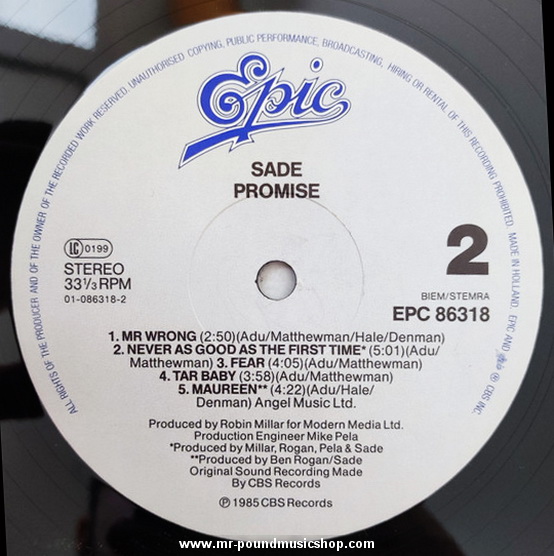 ALL RIGHTS OF THE PRODUCER AND OF THE OWNER OF THE RECORDED WORK RESERVED. UNAUTHORISED COPYING, PUBLIC PERFORMANCE, BROADCASTING, HIRING OR RENTAL OF THIS RECORDING PROHIBITED. MADE IN HOLLAND. EPIC AND ® CBS INC.
Epic
SADE
PROMISE
LC 0199
STEREO
33⅓ RPM
01-086318-2
2
BIEM/STEMRA
EPC 86318
1. MR WRONG (2:50)(Adu/Matthewman/Hale/Denman)
2. NEVER AS GOOD AS THE FIRST TIME* (5:01)(Adu/
Matthewman) 3. FEAR (4:05)(Adu/Matthewman)
4. TAR BABY (3:58)(Adu/Matthewman)
5. MAUREEN** (4:22)(Adu/Hale/
Denman) Angel Music Ltd.
Produced by Robin Millar for Modern Media Ltd.
Production Engineer Mike Pela
*Produced by Millar, Rogan, Pela & Sade
**Produced by Ben Rogan/Sade
Original Sound Recording Made
By CBS Records
℗ 1985 CBS Records
www.mr-poundmusicshop.com